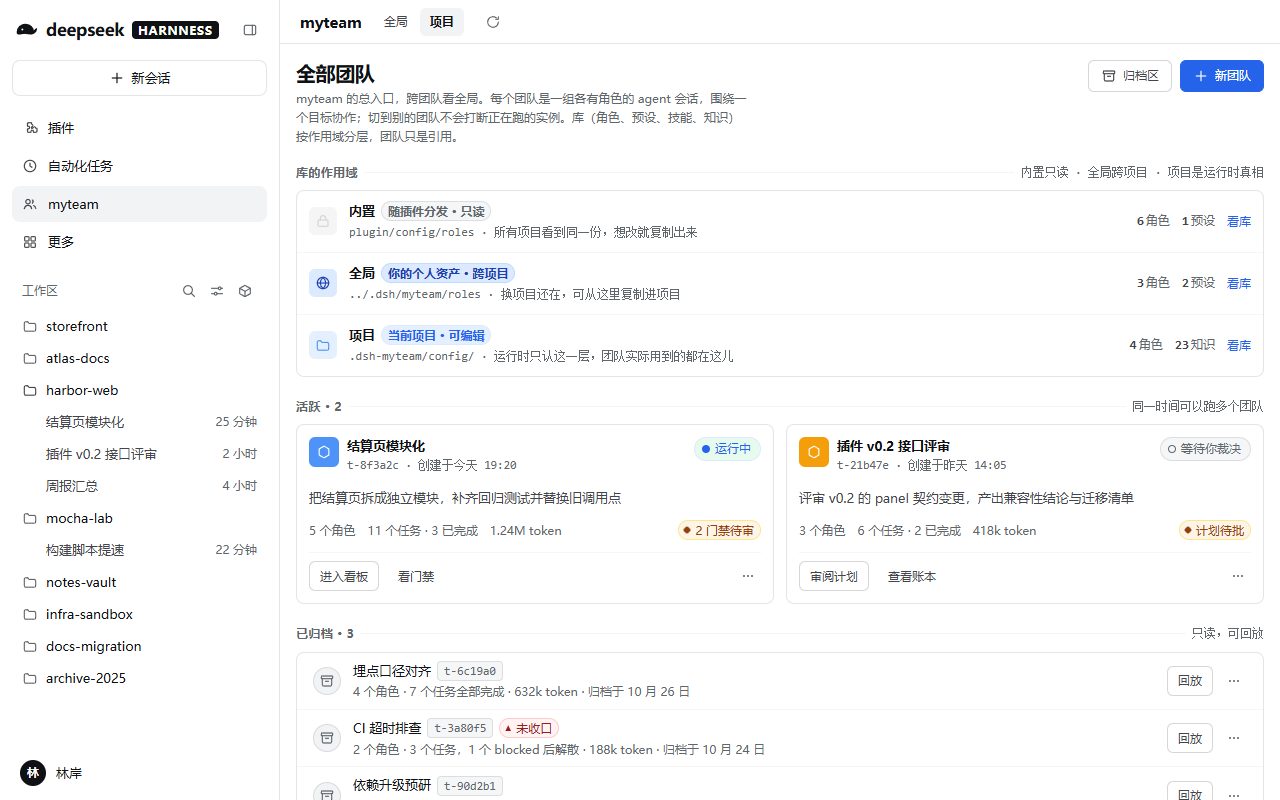 deepseek HARNNESS
新会话
插件
自动化任务
myteam
更多
工作区
storefront
atlas-docs
harbor-web
结算页模块化 25 分钟
插件 v0.2 接口评审 2 小时
周报汇总 4 小时
mocha-lab
构建脚本提速 22 分钟
notes-vault
infra-sandbox
docs-migration
archive-2025
林 林岸
myteam 全局 项目
全部团队
归档区 新团队
myteam 的总入口，跨团队看全局。每个团队是一组各有角色的 agent 会话，围绕一
个目标协作；切到别的团队不会打断正在跑的实例。库（角色、预设、技能、知识）
按作用域分层，团队只是引用。
库的作用域 内置只读 · 全局跨项目 · 项目是运行时真相
内置 随插件分发 • 只读
plugin/config/roles · 所有项目看到同一份，想改就复制出来
6 角色 1 预设 看库
全局 你的个人资产 • 跨项目
../.dsh/myteam/roles · 换项目还在，可从这里复制进项目
3 角色 2 预设 看库
项目 当前项目 • 可编辑
.dsh-myteam/config/ · 运行时只认这一层，团队实际用到的都在这儿
4 角色 23 知识 看库
活跃 • 2 同一时间可以跑多个团队
结算页模块化 运行中
t-8f3a2c · 创建于今天 19:20
把结算页拆成独立模块，补齐回归测试并替换旧调用点
5 个角色 11 个任务 · 3 已完成 1.24M token 2 门禁待审
进入看板 看门禁 ···
插件 v0.2 接口评审 等待你裁决
t-21b47e · 创建于昨天 14:05
评审 v0.2 的 panel 契约变更，产出兼容性结论与迁移清单
3 个角色 6 个任务 · 2 已完成 418k token 计划待批
审阅计划 查看账本 ···
已归档 • 3 只读，可回放
埋点口径对齐 t-6c19a0
4 个角色 · 7 个任务全部完成 · 632k token · 归档于 10 月 26 日
回放 ···
CI 超时排查 t-3a80f5 ▲ 未收口
2 个角色 · 3 个任务，1 个 blocked 后解散 · 188k token · 归档于 10 月 24 日
回放 ···
依赖升级预研 t-90d2b1
回放 ···